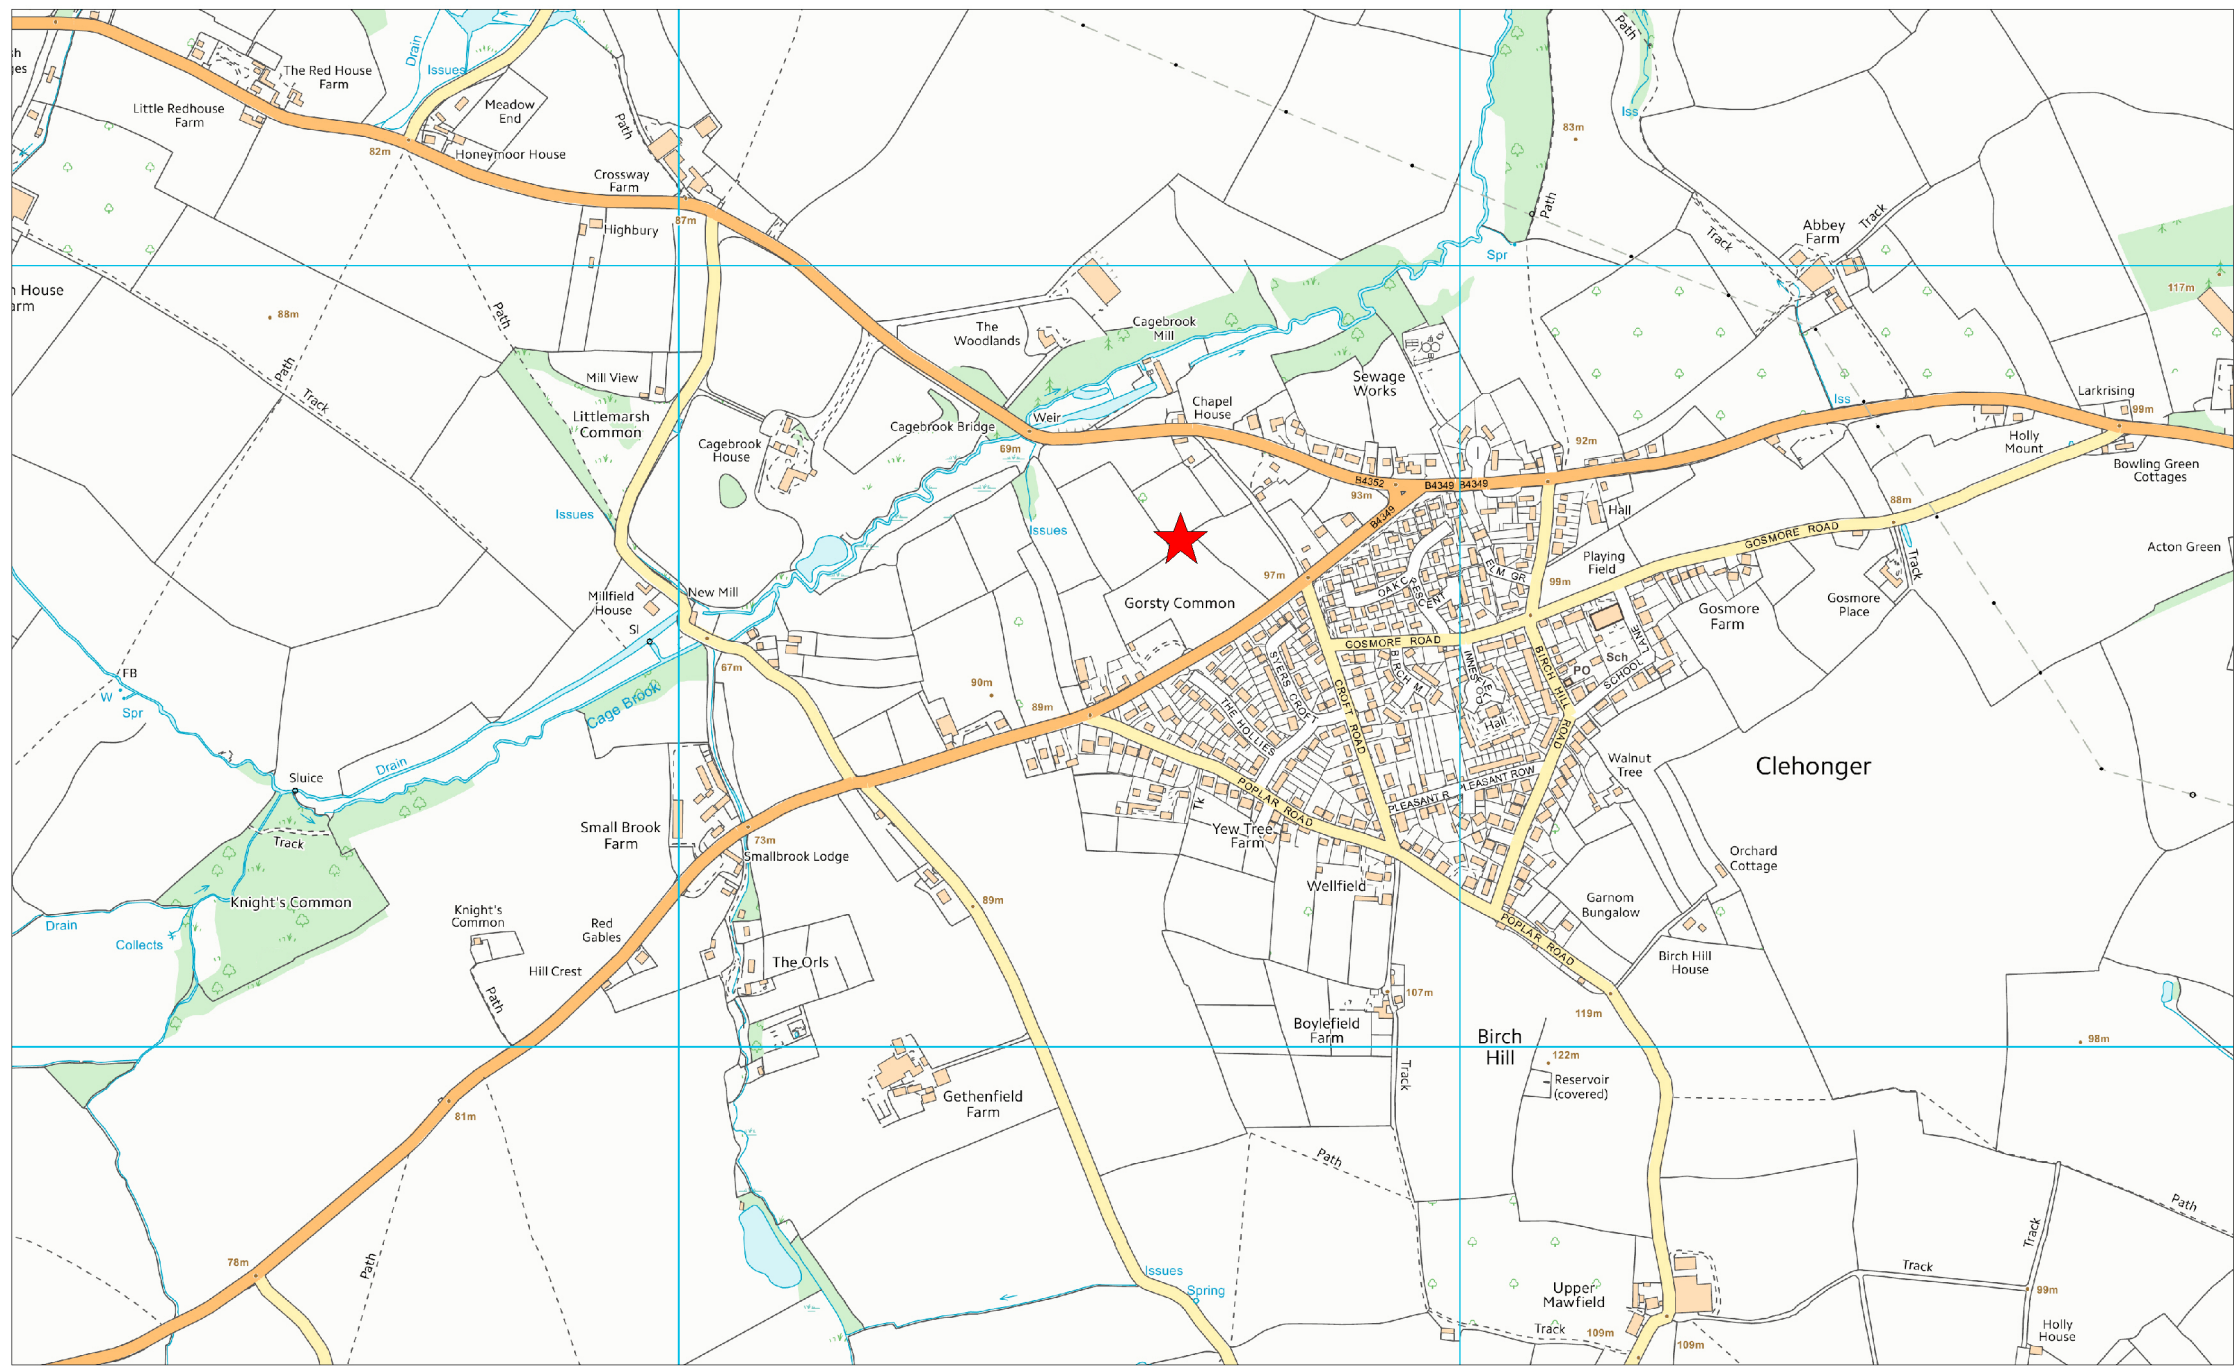 Path
Drain
Issues
The Red House
Farm
Little Redhouse
Farm
Meadow
End
Honeymoor House
82m
Path
Crossway
Farm
87m
Highbury
Iss
83m
Path
Path
Spr
Track
Abbey
Farm
Track
117m
House
arm
88m
Path
Path
Track
Mill View
Littlemarsh
Common
The
Woodlands
Cagebrook
Mill
Weir
Cagebrook Bridge
69m
Cagebrook
House
Chapel
House
Sewage
Works
B4352
93m
B4349
B4349
B4349
92m
Iss
Larkrising
99m
Holly
Mount
Bowling Green
Cottages
Hall
88m
GOSMORE ROAD
Track
Acton Green
Issues
Issues
New Mill
Millfield
House
Sl
67m
Gorsty Common
97m
OAK CRESCENT
ELM GR
99m
Playing
Field
Gosmore
Farm
Gosmore
Place
FB
W
Spr
Cage Brook
90m
89m
GOSMORE ROAD
SYERS CROFT
THE HOLLIES
CROFT ROAD
BIRCH M
Hall
BIRCH HILL ROAD
PO
Sch
SCHOOL LANE
Clehonger
Walnut
Tree
Sluice
Drain
Track
Small Brook
Farm
73m
Smallbrook Lodge
Tk
POPLAR ROAD
PLEASANT R
PLEASANT ROW
Yew Tree
Farm
Wellfield
Orchard
Cottage
Knight's Common
Drain
Collects
Knight's
Common
Red
Gables
Hill Crest
Path
The Orls
89m
POPLAR ROAD
Garnom
Bungalow
Birch Hill
House
107m
Boylefield
Farm
119m
Birch
Hill
122m
Reservoir
(covered)
98m
Track
Gethenfield
Farm
81m
Path
Path
78m
Path
Issues
Spring
Upper
Mawfield
Track
109m
109m
Track
Track
99m
Holly
House